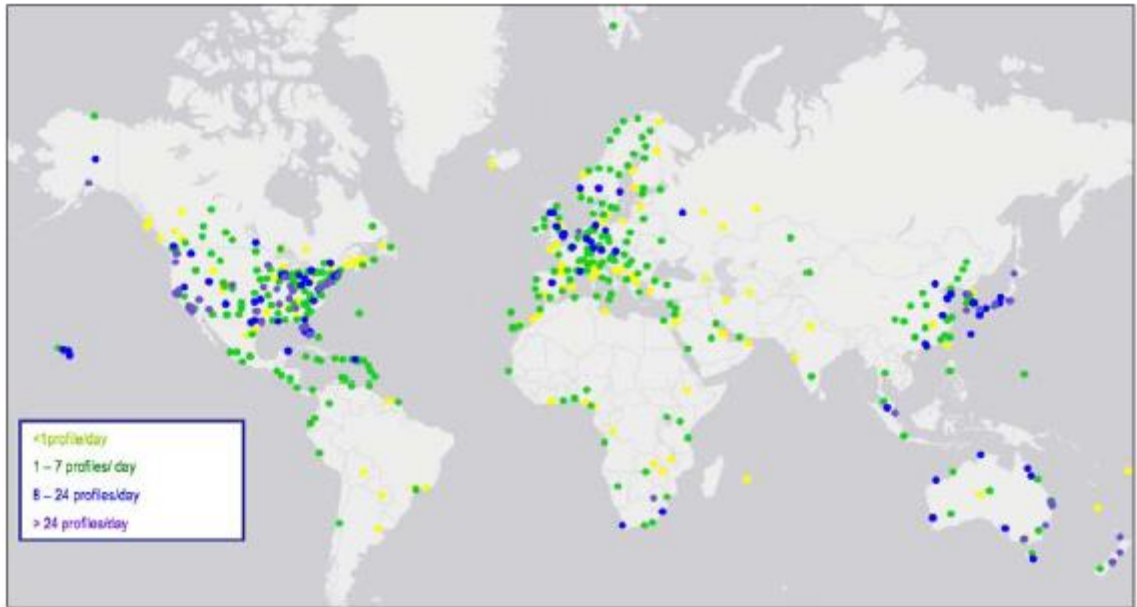 <1profile/day
1 – 7 profiles/ day
8 – 24 profiles/day
> 24 profiles/day